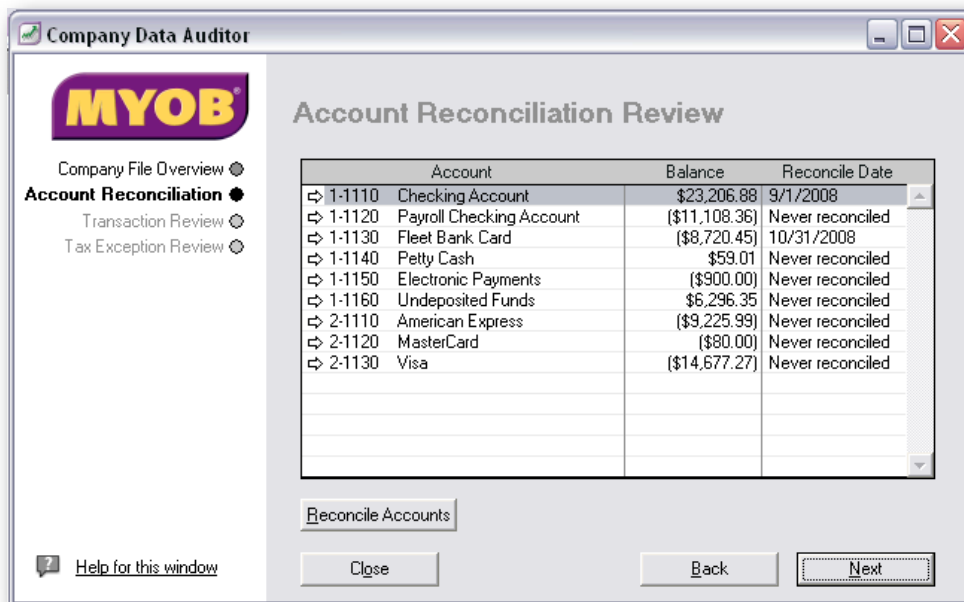 Company Data Auditor
MYOB®
Company File Overview
Account Reconciliation
Transaction Review
Tax Exception Review
? Help for this window
Account Reconciliation Review
Account Balance Reconcile Date
1-1110 Checking Account $23,206.88 9/1/2008
1-1120 Payroll Checking Account ($11,108.36) Never reconciled
1-1130 Fleet Bank Card ($8,720.45) 10/31/2008
1-1140 Petty Cash $59.01 Never reconciled
1-1150 Electronic Payments ($900.00) Never reconciled
1-1160 Undeposited Funds $6,296.35 Never reconciled
2-1110 American Express ($9,225.99) Never reconciled
2-1120 MasterCard ($80.00) Never reconciled
2-1130 Visa ($14,677.27) Never reconciled
Reconcile Accounts
Close Back Next